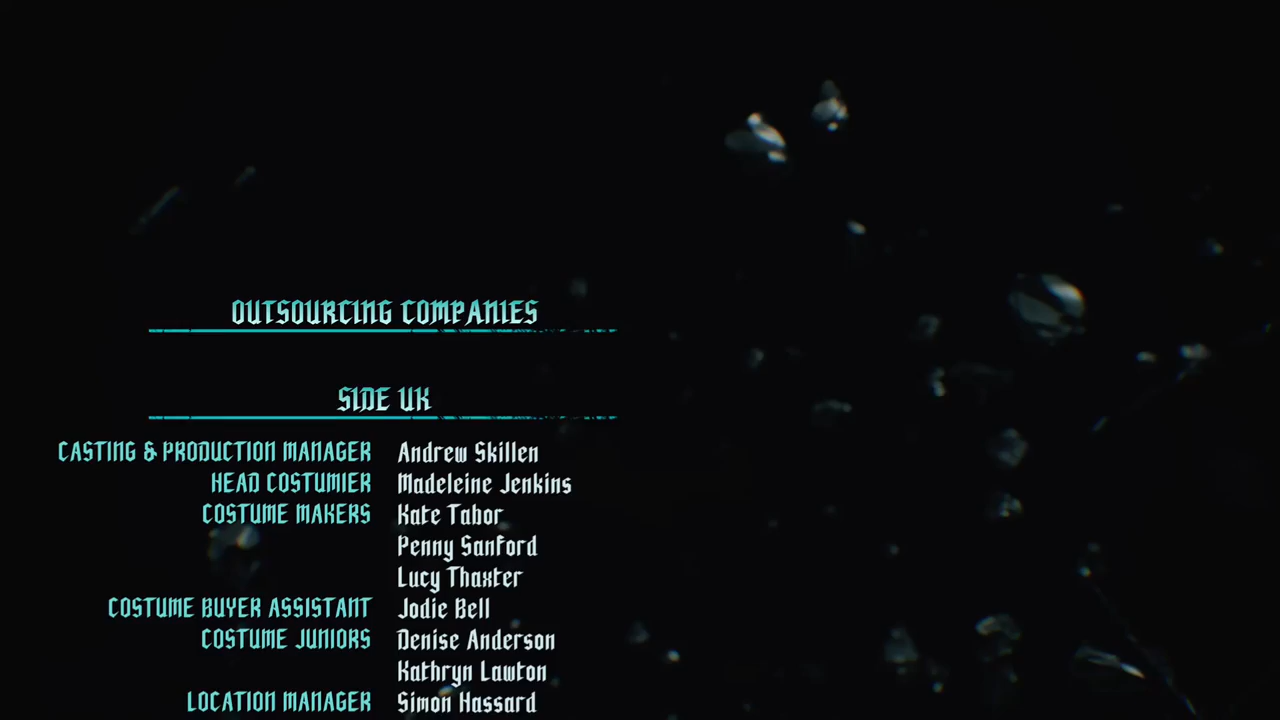 OUTSOURCING COMPANIES
SIDE UK
CASTING & PRODUCTION MANAGER Andrew Skillen
HEAD COSTUMIER Madeleine Jenkins
COSTUME MAKERS Kate Tabor
Penny Sanford
Lucy Thaxter
COSTUME BUYER ASSISTANT Jodie Bell
COSTUME JUNIORS Denise Anderson
Kathryn Lawton
LOCATION MANAGER Simon Hassard